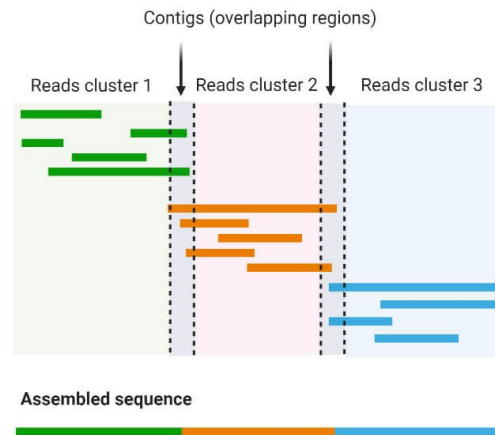 Contigs (overlapping regions)
Reads cluster 1
Reads cluster 2
Reads cluster 3
Assembled sequence